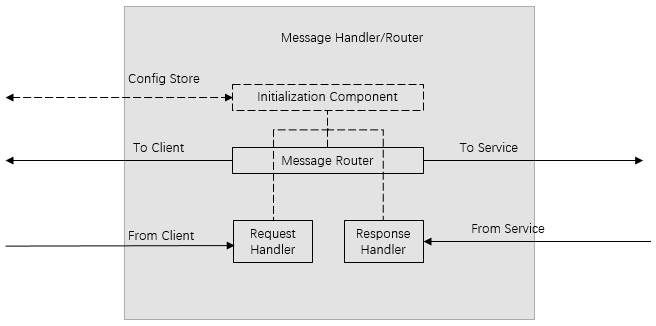 Message Handler/Router
Config Store
Initialization Component
To Client
Message Router
To Service
From Client
Request
Handler
Response
Handler
From Service